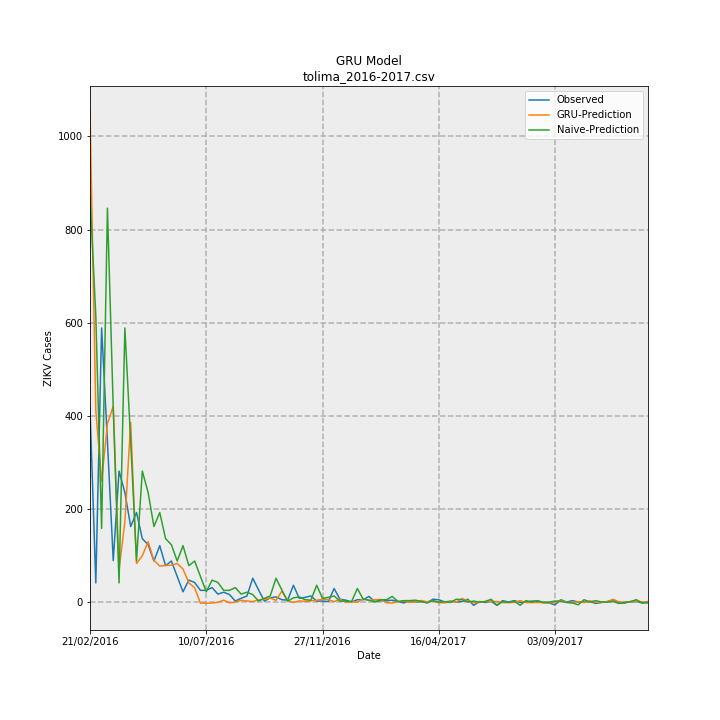 GRU Model
tolima_2016-2017.csv
Observed
GRU-Prediction
Naive-Prediction
ZIKV Cases
1000
800
600
400
200
0
21/02/2016
10/07/2016
27/11/2016
16/04/2017
03/09/2017
Date